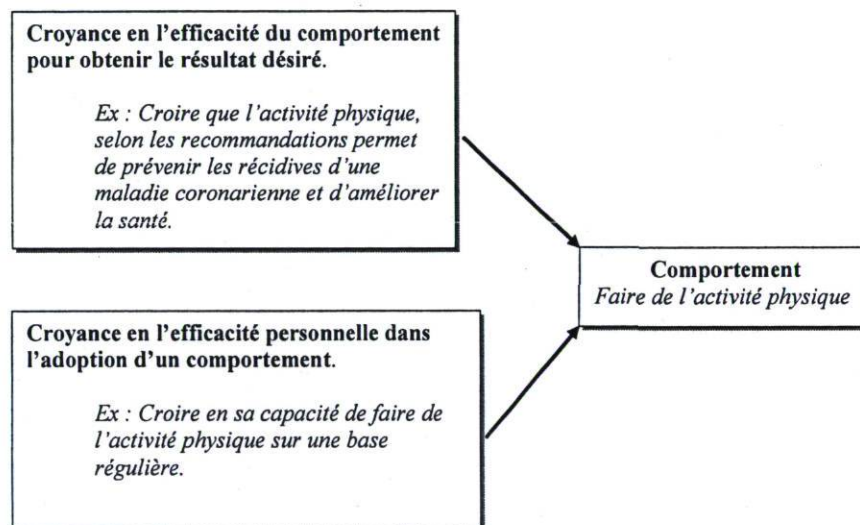 Croyance en l'efficacité du comportement
pour obtenir le résultat désiré.
Ex : Croire que l'activité physique,
selon les recommandations permet
de prévenir les récidives d'une
maladie coronarienne et d'améliorer
la santé.
Comportement
Faire de l'activité physique
Croyance en l'efficacité personnelle dans
l'adoption d'un comportement.
Ex : Croire en sa capacité de faire de
l'activité physique sur une base
régulière.